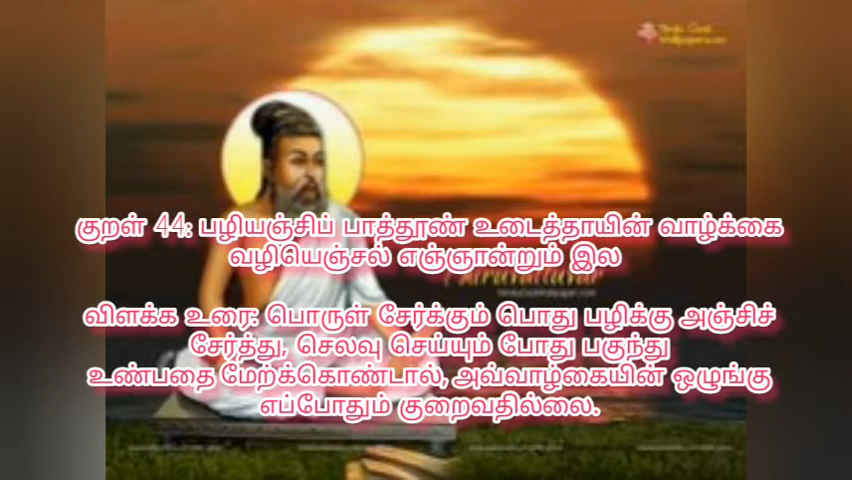 குறள் 44: பழியஞ்சிப் பாத்தூண் உடைத்தாயின் வாழ்க்கை
வழியெஞ்சல் எஞ்ஞான்றும் இல
விளக்க உரை: பொருள் சேர்க்கும் பொது பழிக்கு அஞ்சிச்
சேர்த்து, செலவு செய்யும் போது பகுந்து
உண்பதை மேற்க்கொண்டால், அவ்வாழ்கையின் ஒழுங்கு
எப்போதும் குறைவதில்லை.